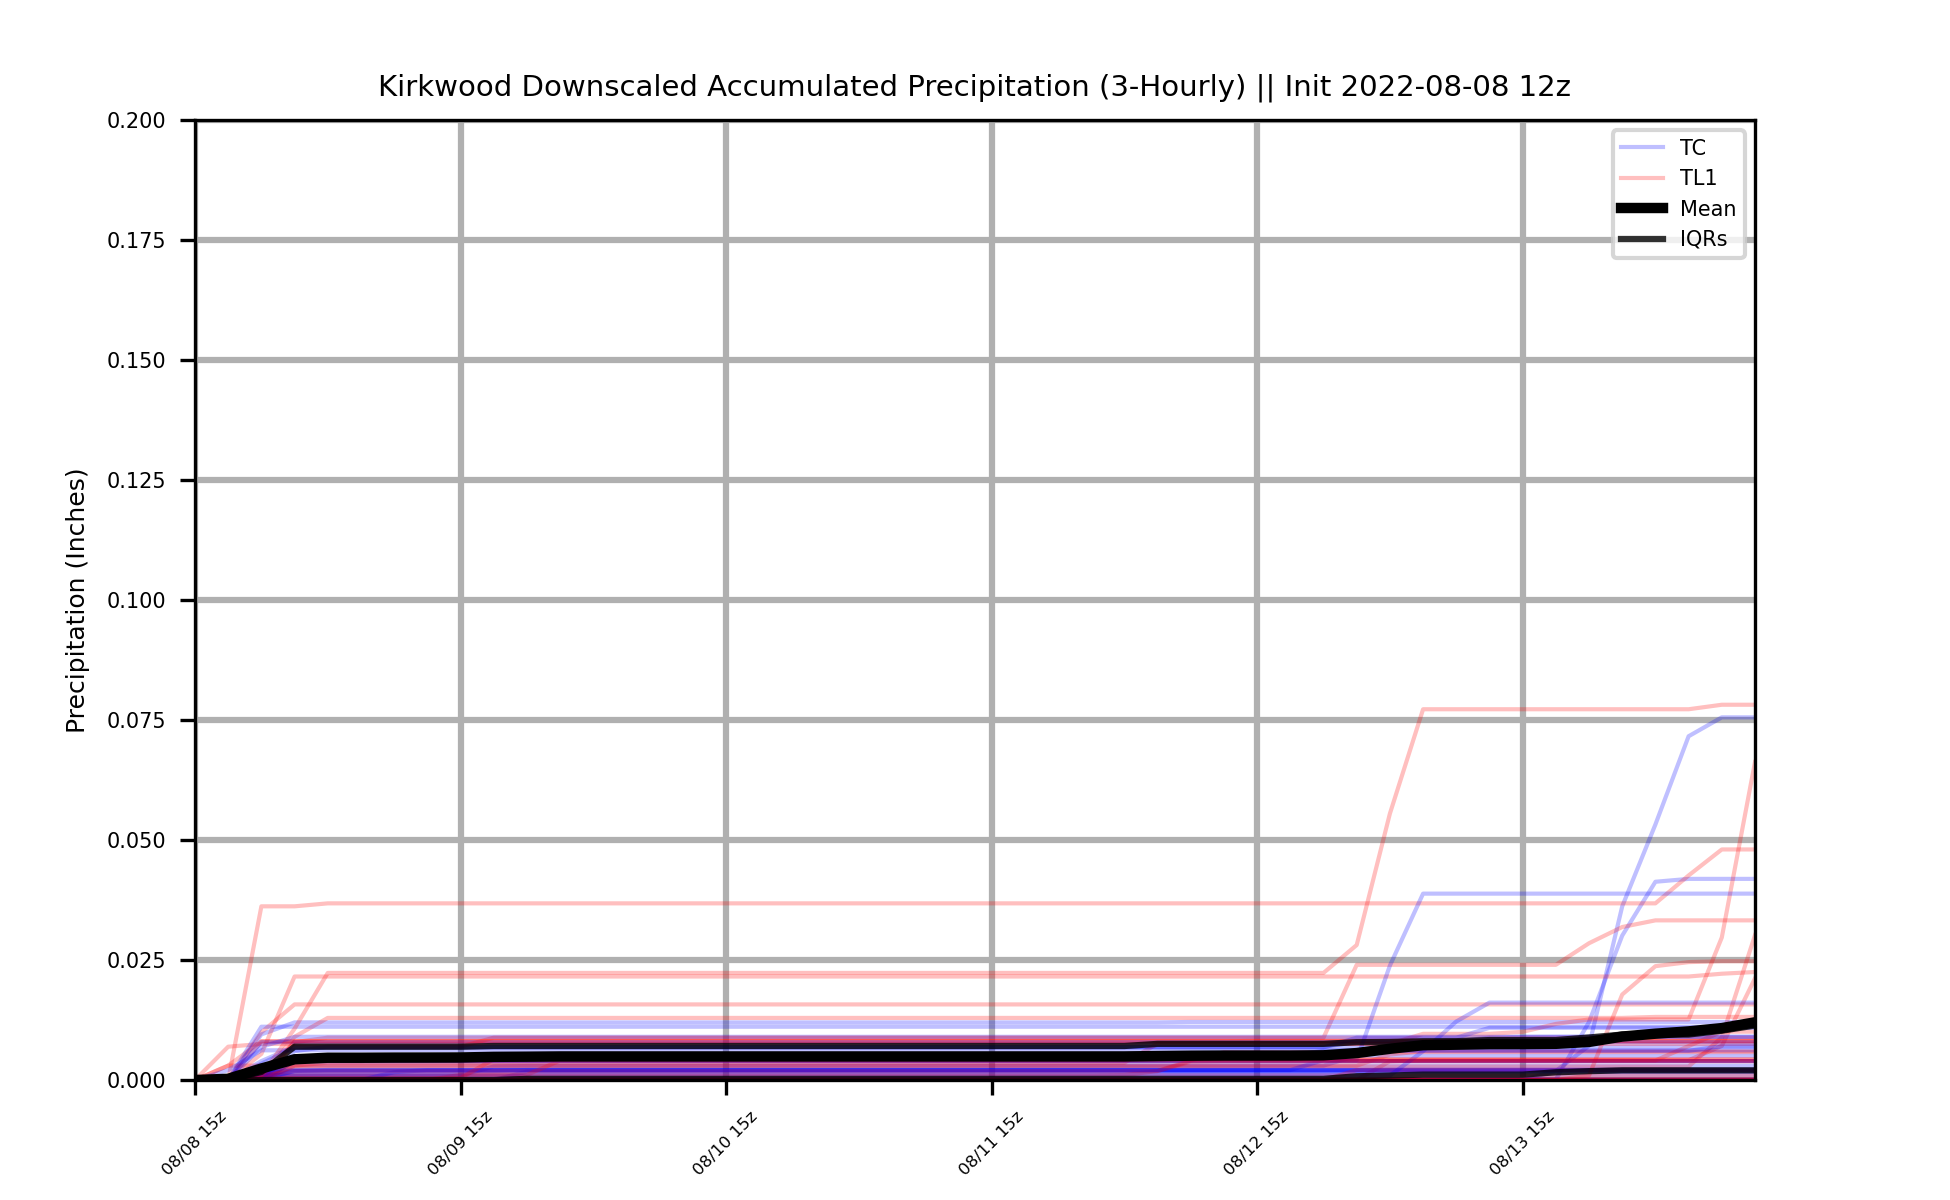 Kirkwood Downscaled Accumulated Precipitation (3-Hourly) || Init 2022-08-08 12z
Precipitation (Inches)
0.200
0.175
0.150
0.125
0.100
0.075
0.050
0.025
0.000
TC
TL1
Mean
IQRs
08/08 15z
08/09 15z
08/10 15z
08/11 15z
08/12 15z
08/13 15z